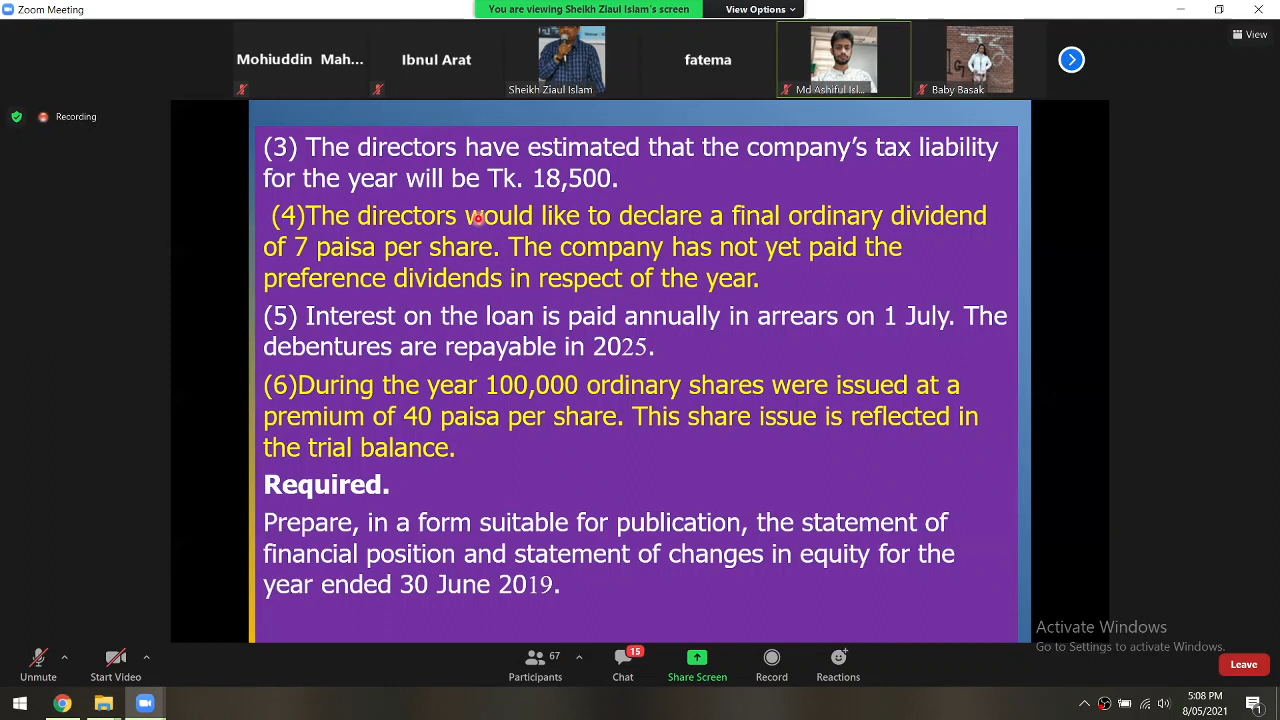 Zoom Meeting
You are viewing Sheikh Ziaul Islam's screen
View Options
View
Mohiuddin Mah...
Ibnul Arat
Sheikh Ziaul Islam
fatema
Md Ashiful Isl...
Baby Basak
Recording
(3) The directors have estimated that the company's tax liability
for the year will be Tk. 18,500.
(4)The directors would like to declare a final ordinary dividend
of 7 paisa per share. The company has not yet paid the
preference dividends in respect of the year.
(5) Interest on the loan is paid annually in arrears on 1 July. The
debentures are repayable in 2025.
(6)During the year 100,000 ordinary shares were issued at a
premium of 40 paisa per share. This share issue is reflected in
the trial balance.
Required.
Prepare, in a form suitable for publication, the statement of
financial position and statement of changes in equity for the
year ended 30 June 2019.
Activate Windows
Go to Settings to activate Windows.
Unmute
Start Video
67
Participants
15
Chat
Share Screen
Record
Reactions
Leave
5:08 PM
8/05/2021